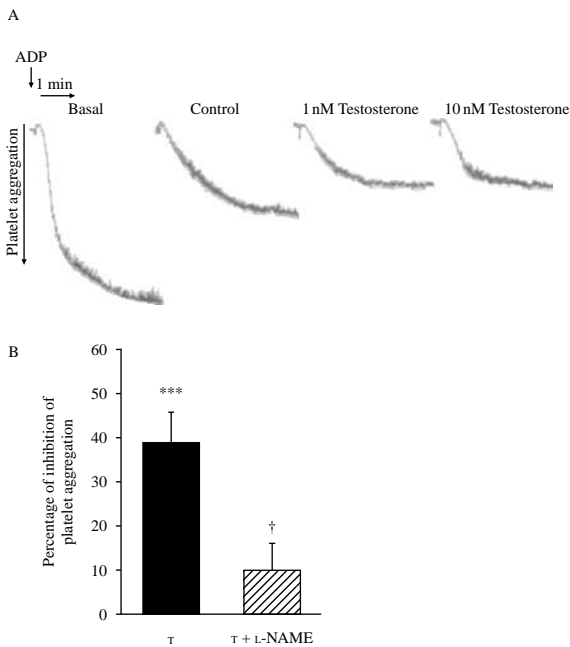 A
ADP
1 min
Basal
Control
1 nM Testosterone
10 nM Testosterone
Platelet aggregation
B
Percentage of inhibition of
platelet aggregation
60
50
40
30
20
10
0
***
†
T
T + L-NAME